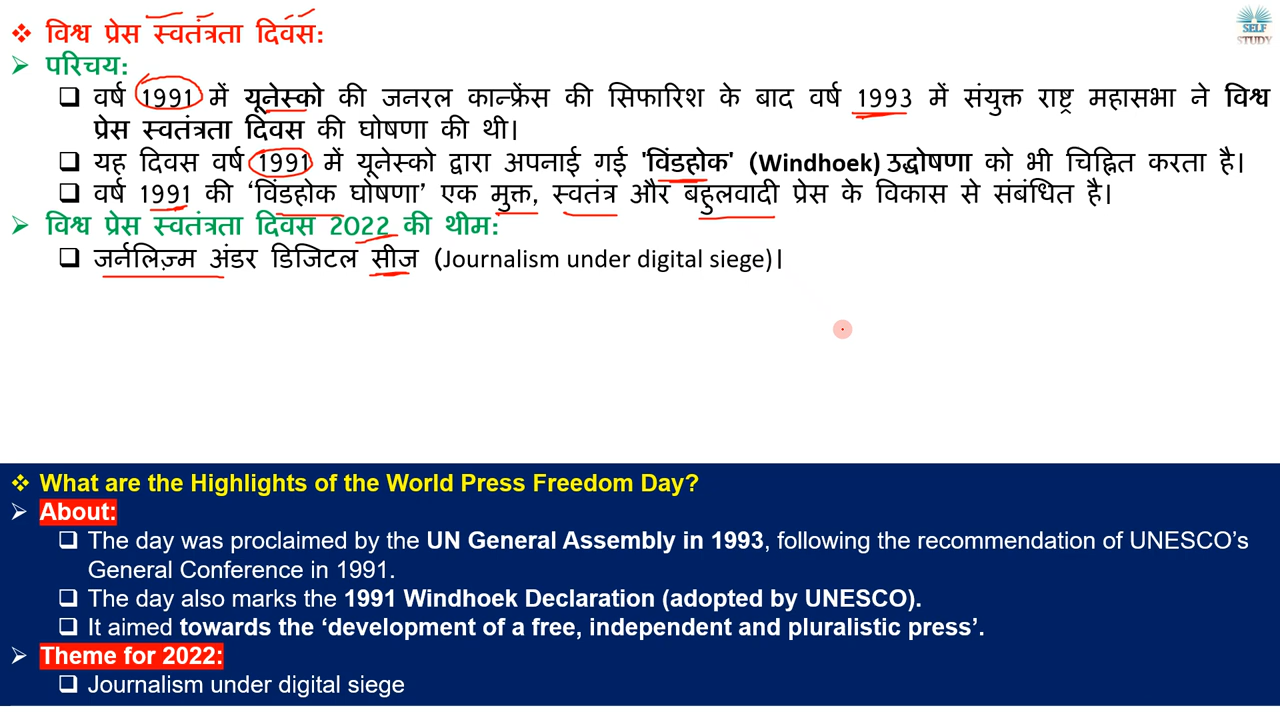 ❖ विश्व प्रेस स्वतंत्रता दिवस:
SELF
STUDY
➢ परिचय:
❑ वर्ष 1991 में यूनेस्को की जनरल कान्फ्रेंस की सिफारिश के बाद वर्ष 1993 में संयुक्त राष्ट्र महासभा ने विश्व
प्रेस स्वतंत्रता दिवस की घोषणा की थी।
❑ यह दिवस वर्ष 1991 में यूनेस्को द्वारा अपनाई गई 'विंडहोक' (Windhoek) उद्घोषणा को भी चिह्नित करता है।
❑ वर्ष 1991 की ‘विंडहोक घोषणा’ एक मुक्त, स्वतंत्र और बहुलवादी प्रेस के विकास से संबंधित है।
➢ विश्व प्रेस स्वतंत्रता दिवस 2022 की थीम:
❑ जर्नलिज़्म अंडर डिजिटल सीज (Journalism under digital siege)।
❖ What are the Highlights of the World Press Freedom Day?
➢ About:
❑ The day was proclaimed by the UN General Assembly in 1993, following the recommendation of UNESCO’s
General Conference in 1991.
❑ The day also marks the 1991 Windhoek Declaration (adopted by UNESCO).
❑ It aimed towards the ‘development of a free, independent and pluralistic press’.
➢ Theme for 2022:
❑ Journalism under digital siege